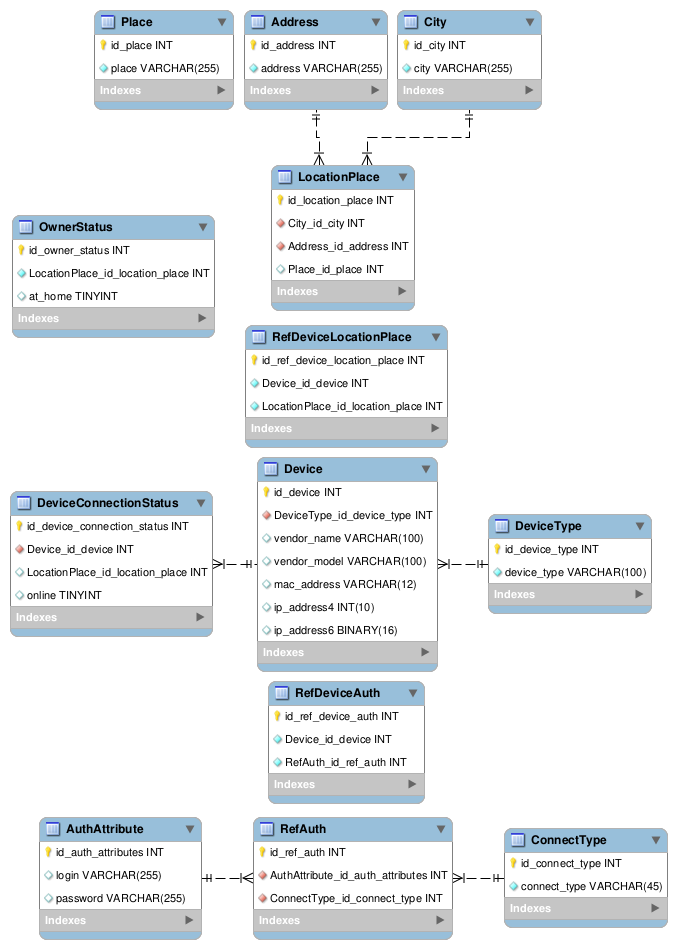 Place
id_place INT
place VARCHAR(255)
Indexes
Address
id_address INT
address VARCHAR(255)
Indexes
City
id_city INT
city VARCHAR(255)
Indexes
LocationPlace
id_location_place INT
City_id_city INT
Address_id_address INT
Place_id_place INT
Indexes
OwnerStatus
id_owner_status INT
LocationPlace_id_location_place INT
at_home TINYINT
Indexes
RefDeviceLocationPlace
id_ref_device_location_place INT
Device_id_device INT
LocationPlace_id_location_place INT
Indexes
Device
id_device INT
DeviceType_id_device_type INT
vendor_name VARCHAR(100)
vendor_model VARCHAR(100)
mac_address VARCHAR(12)
ip_address4 INT(10)
ip_address6 BINARY(16)
Indexes
DeviceConnectionStatus
id_device_connection_status INT
Device_id_device INT
LocationPlace_id_location_place INT
online TINYINT
Indexes
DeviceType
id_device_type INT
device_type VARCHAR(100)
Indexes
RefDeviceAuth
id_ref_device_auth INT
Device_id_device INT
RefAuth_id_ref_auth INT
Indexes
AuthAttribute
id_auth_attributes INT
login VARCHAR(255)
password VARCHAR(255)
Indexes
RefAuth
id_ref_auth INT
AuthAttribute_id_auth_attributes INT
ConnectType_id_connect_type INT
Indexes
ConnectType
id_connect_type INT
connect_type VARCHAR(45)
Indexes